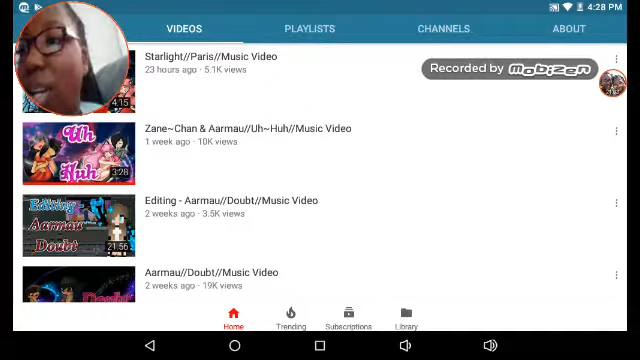 4:28 PM
VIDEOS PLAYLISTS CHANNELS ABOUT
Starlight//Paris//Music Video
23 hours ago · 5.1K views
4:15
Recorded by mobizen
Zane~Chan & Aarmau//Uh~Huh//Music Video
1 week ago · 10K views
Uh
Huh
3:28
Editing - Aarmau//Doubt//Music Video
2 weeks ago · 3.5K views
Editing -
Aarmau
Doubt
21:56
Aarmau//Doubt//Music Video
2 weeks ago · 19K views
Home Trending Subscriptions Library